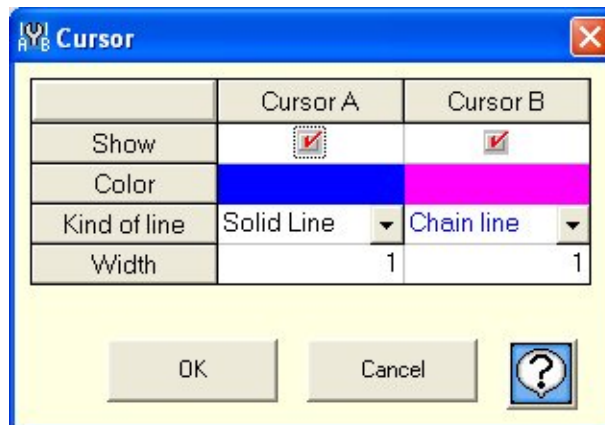 A B Cursor
Cursor A Cursor B
Show
Color
Kind of line Solid Line Chain line
Width 1 1
OK Cancel ?